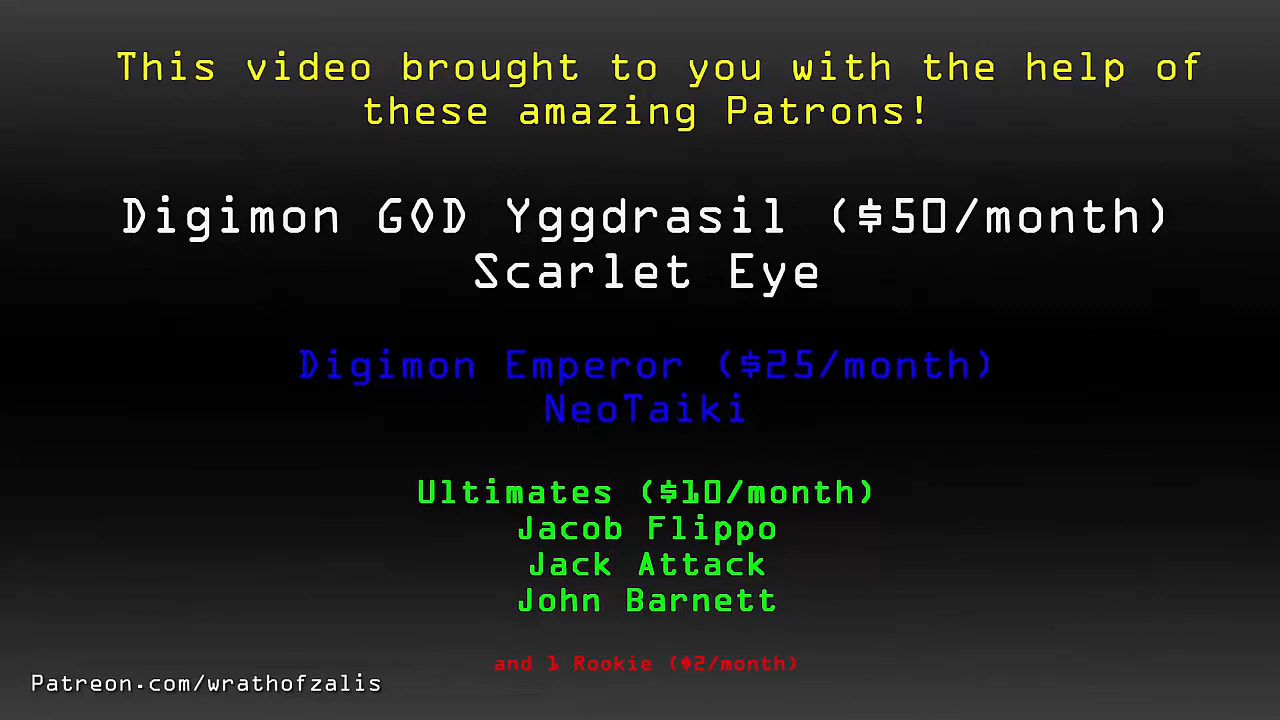 This video brought to you with the help of
these amazing Patrons!
Digimon GOD Yggdrasil ($50/month)
Scarlet Eye
Digimon Emperor ($25/month)
NeoTaiki
Ultimates ($10/month)
Jacob Flippo
Jack Attack
John Barnett
and 1 Rookie ($2/month)
Patreon.com/wrathofzalis